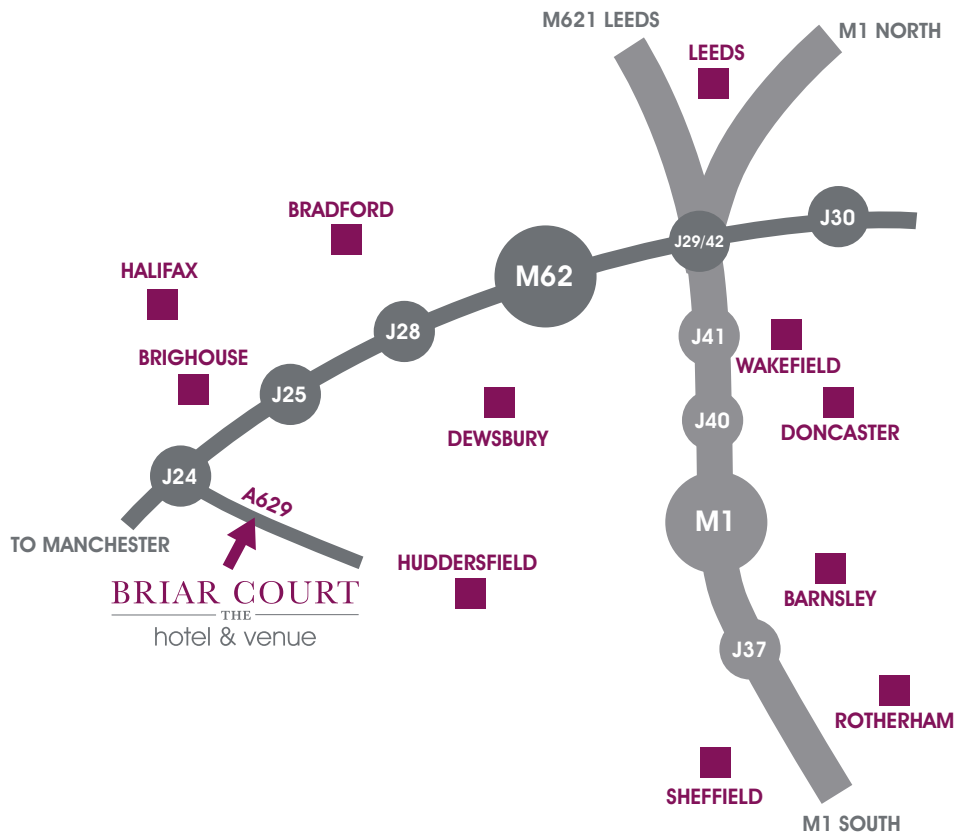 M621 LEEDS
M1 NORTH
LEEDS
BRADFORD
J30
J29/42
M62
HALIFAX
J28
J41
WAKEFIELD
BRIGHOUSE
J25
DEWSBURY
J40
DONCASTER
J24
A629
M1
TO MANCHESTER
HUDDERSFIELD
BARNSLEY
BRIAR COURT
THE
hotel & venue
J37
ROTHERHAM
SHEFFIELD
M1 SOUTH